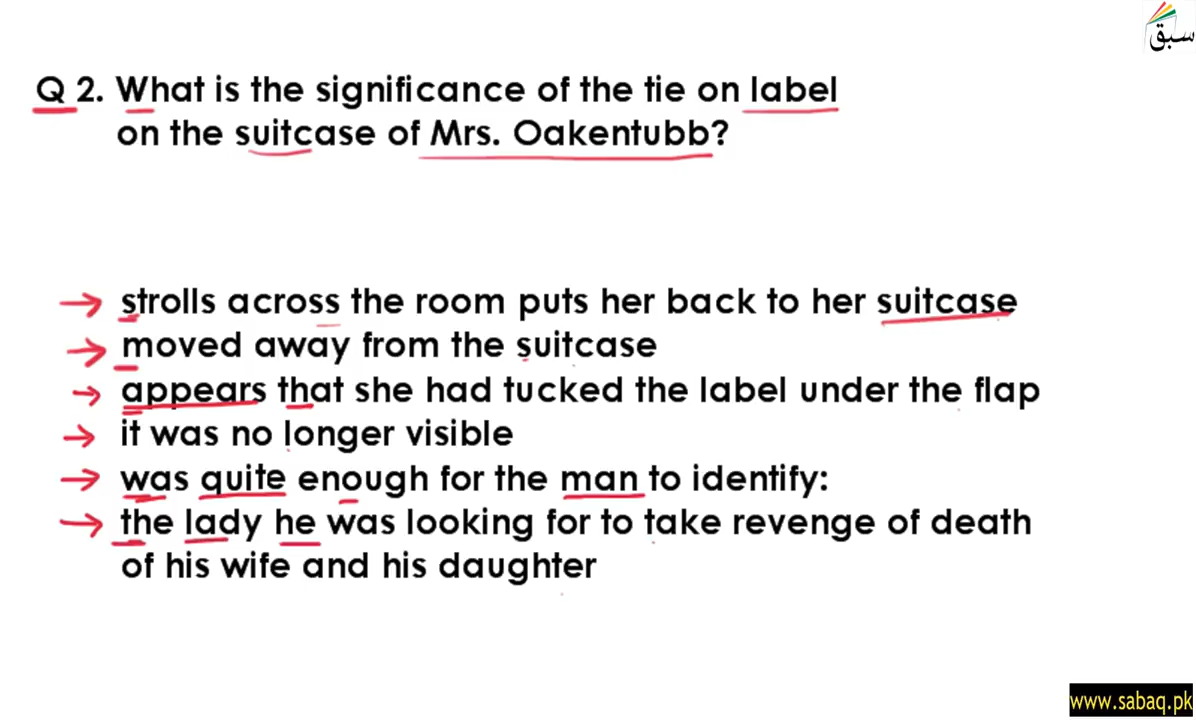 سبق
Q 2. What is the significance of the tie on label
on the suitcase of Mrs. Oakentubb?
→ strolls across the room puts her back to her suitcase
→ moved away from the suitcase
→ appears that she had tucked the label under the flap
→ it was no longer visible
→ was quite enough for the man to identify:
→ the lady he was looking for to take revenge of death
of his wife and his daughter
www.sabaq.pk